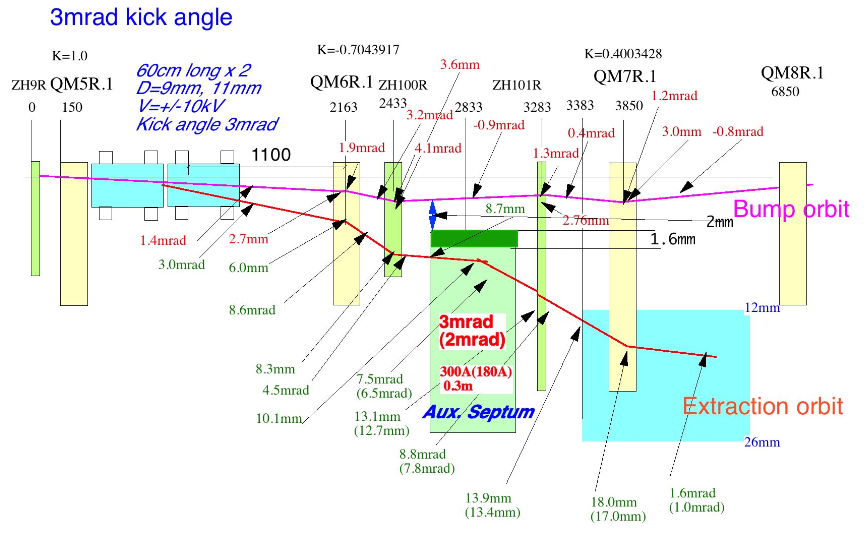 3mrad kick angle
K=1.0
60cm long x 2
D=9mm, 11mm
V=+/-10kV
Kick angle 3mrad
K=-0.7043917
3.6mm
K=0.4003428
ZH9R QM5R.1
QM6R.1 ZH100R
ZH101R
QM7R.1
QM8R.1
0 150
2163 2433 2833 3283 3383 3850
6850
1.2mrad
3.2mrad
-0.9mrad
0.4mrad
3.0mm -0.8mrad
1100
1.9mrad
4.1mrad
1.3mrad
8.7mm
2.76mm
2mm
Bump orbit
1.4mrad
2.7mm
1.6mm
3.0mrad
6.0mm
8.6mrad
12mm
3mrad
(2mrad)
8.3mm
4.5mrad
7.5mrad
(6.5mrad)
300A(180A)
0.3m
10.1mm
13.1mm
(12.7mm)
Aux. Septum
Extraction orbit
26mm
8.8mrad
(7.8mrad)
13.9mm
(13.4mm)
18.0mm
(17.0mm)
1.6mrad
(1.0mrad)